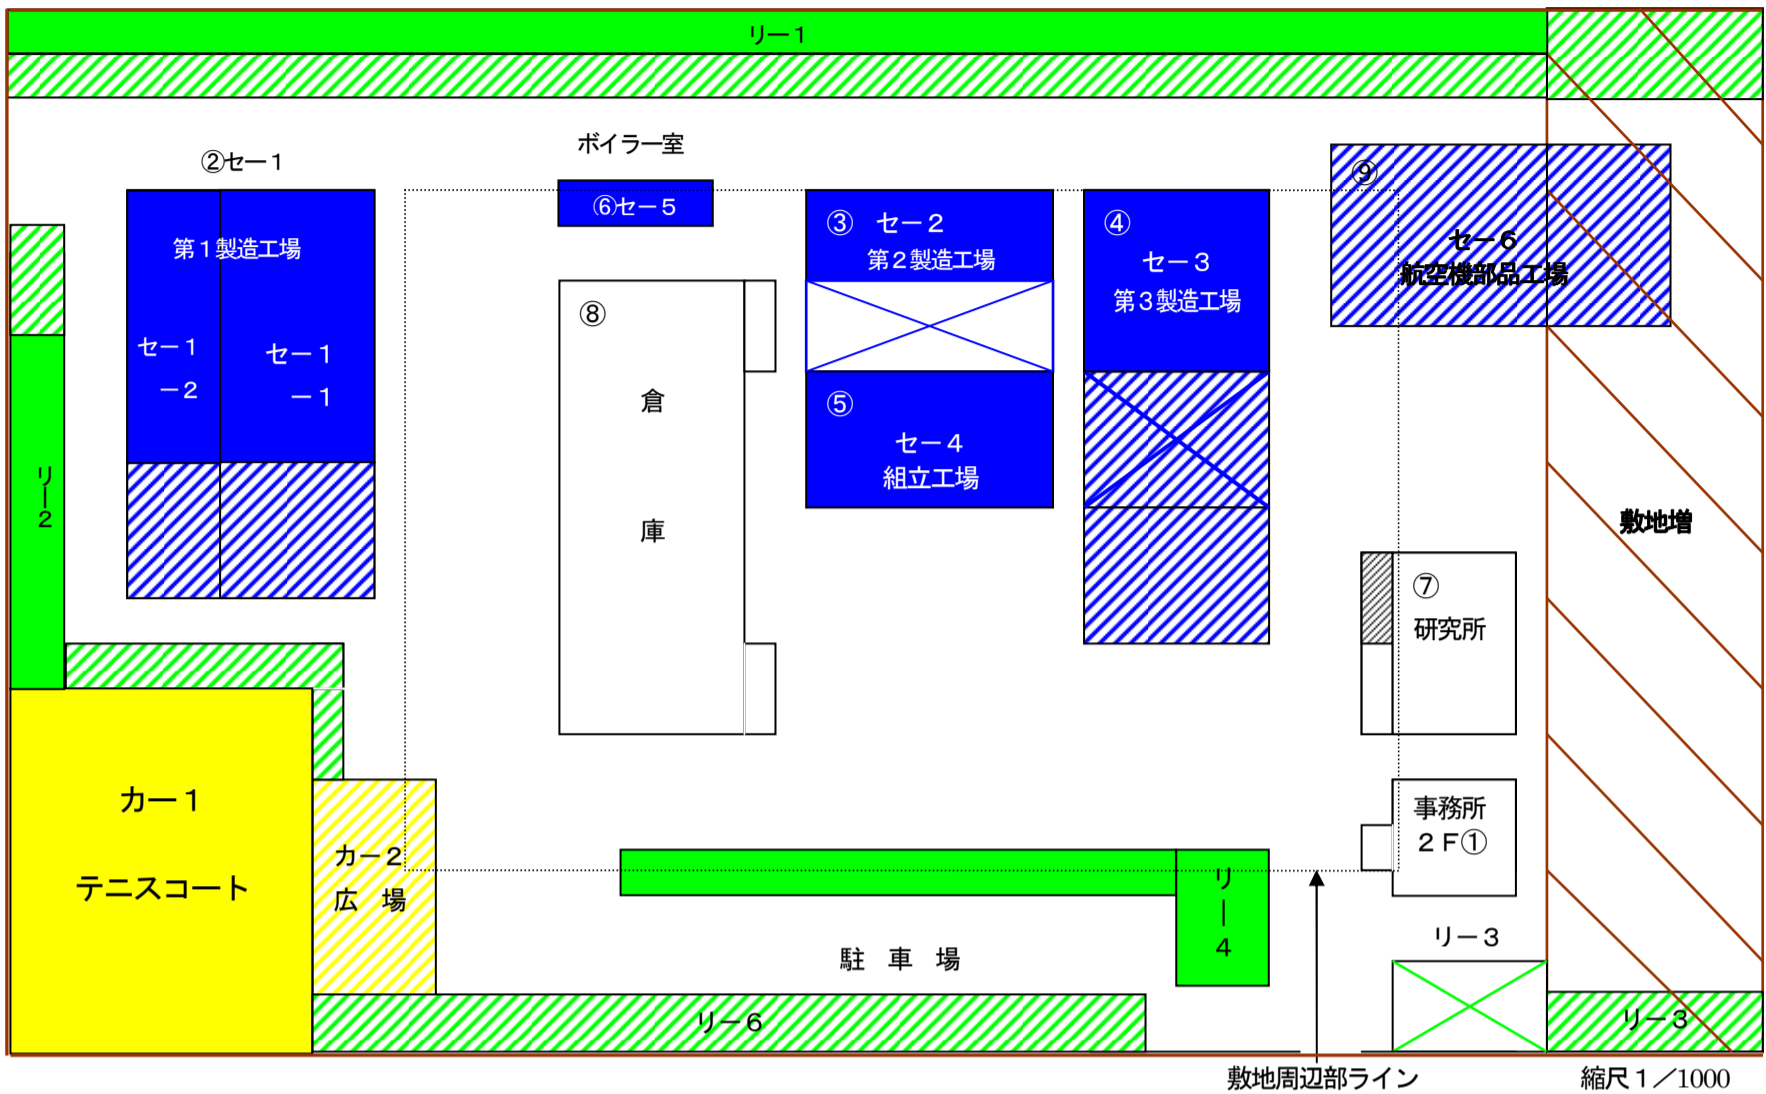 リー１
ボイラー室
②セー１
⑥セー５
③ セー２
第２製造工場
④
セー３
第３製造工場
⑨
セー６
航空機部品工場
第１製造工場
セー１
－２
セー１
－１
⑧
倉
庫
⑤
セー４
組立工場
リー２
敷地増
⑦
研究所
カー１
テニスコート
カー２
広 場
事務所
２Ｆ①
リー４
駐 車 場
リー３
リー６
リー３
敷地周辺部ライン
縮尺１／1000